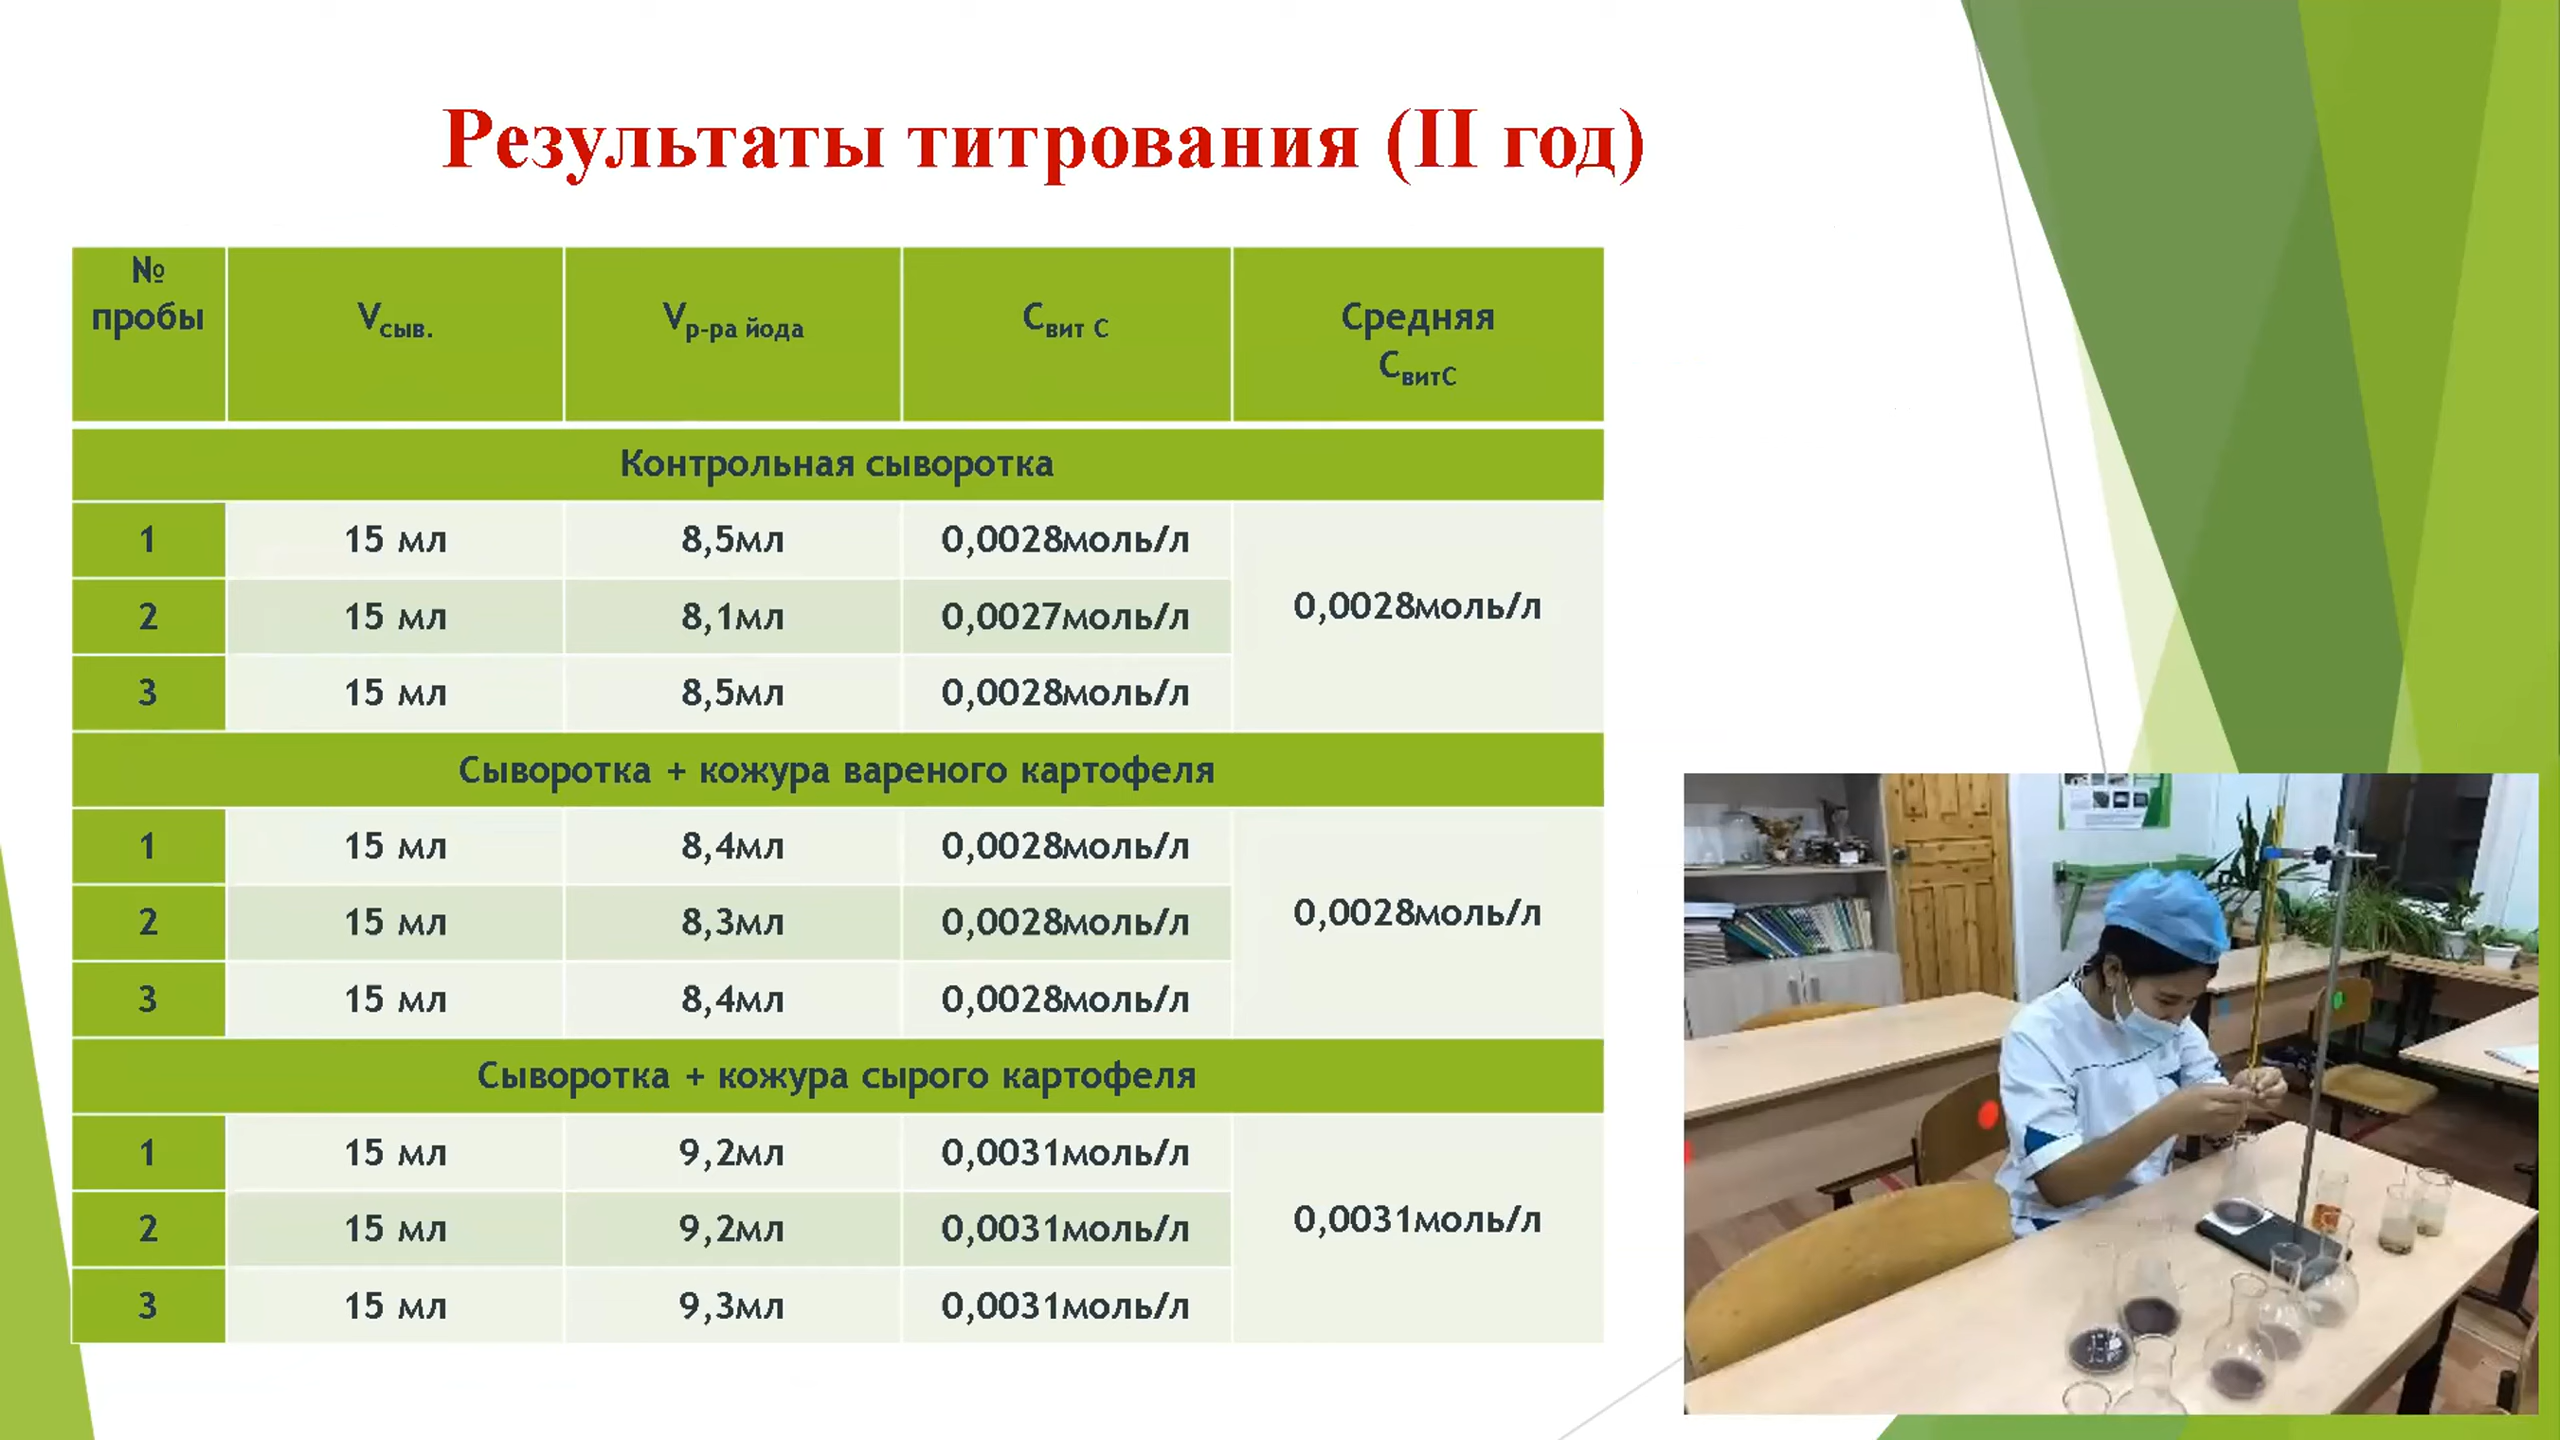 Результаты титрования (II год)
№ пробы Vсыв. Vр-ра йода Свит С Средняя СвитС
Контрольная сыворотка
1 15 мл 8,5мл 0,0028моль/л 0,0028моль/л
2 15 мл 8,1мл 0,0027моль/л
3 15 мл 8,5мл 0,0028моль/л
Сыворотка + кожура вареного картофеля
1 15 мл 8,4мл 0,0028моль/л 0,0028моль/л
2 15 мл 8,3мл 0,0028моль/л
3 15 мл 8,4мл 0,0028моль/л
Сыворотка + кожура сырого картофеля
1 15 мл 9,2мл 0,0031моль/л 0,0031моль/л
2 15 мл 9,2мл 0,0031моль/л
3 15 мл 9,3мл 0,0031моль/л